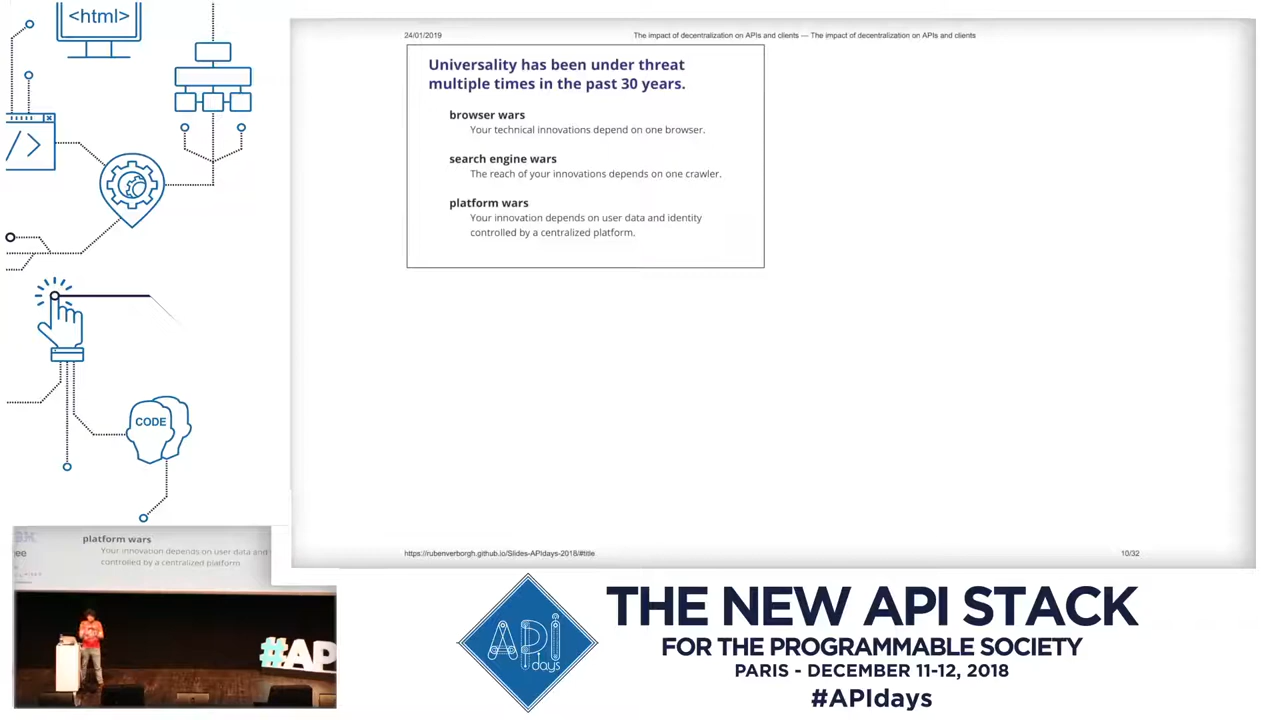 <html>
24/01/2019
The impact of decentralization on APIs and clients — The impact of decentralization on APIs and clients
Universality has been under threat
multiple times in the past 30 years.
browser wars
Your technical innovations depend on one browser.
search engine wars
The reach of your innovations depends on one crawler.
platform wars
Your innovation depends on user data and identity
controlled by a centralized platform.
</>
CODE
https://rubenverborgh.github.io/Slides-APIdays-2018/#title
10/32
platform wars
ee
Your innovation depends on user data and
controlled by a centralized platform
#AP
API
days
THE NEW API STACK
FOR THE PROGRAMMABLE SOCIETY
PARIS - DECEMBER 11-12, 2018
#APIdays